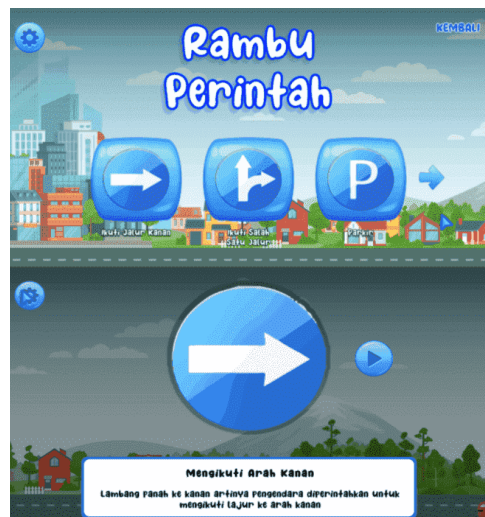 KEMBALI
Rambu
Perintah
P
Ikuti Jalur Kanan
Ikuti Salah
Satu Jalur
Parkir
Mengikuti Arah Kanan
Lambang panah ke kanan artinya pengendara diperintahkan untuk
mengikuti lajur ke arah kanan